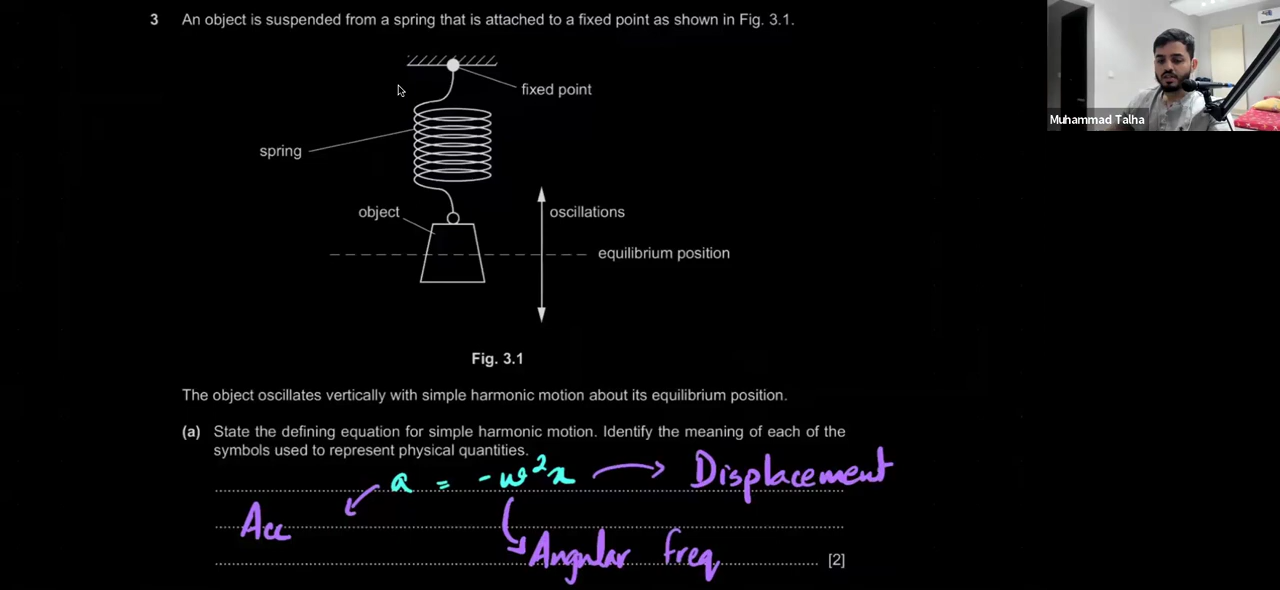 3 An object is suspended from a spring that is attached to a fixed point as shown in Fig. 3.1.
Muhammad Talha
fixed point
spring
object
oscillations
equilibrium position
Fig. 3.1
The object oscillates vertically with simple harmonic motion about its equilibrium position.
(a) State the defining equation for simple harmonic motion. Identify the meaning of each of the
symbols used to represent physical quantities.
a = -ω²x → Displacement
Acc
Angular freq
[2]